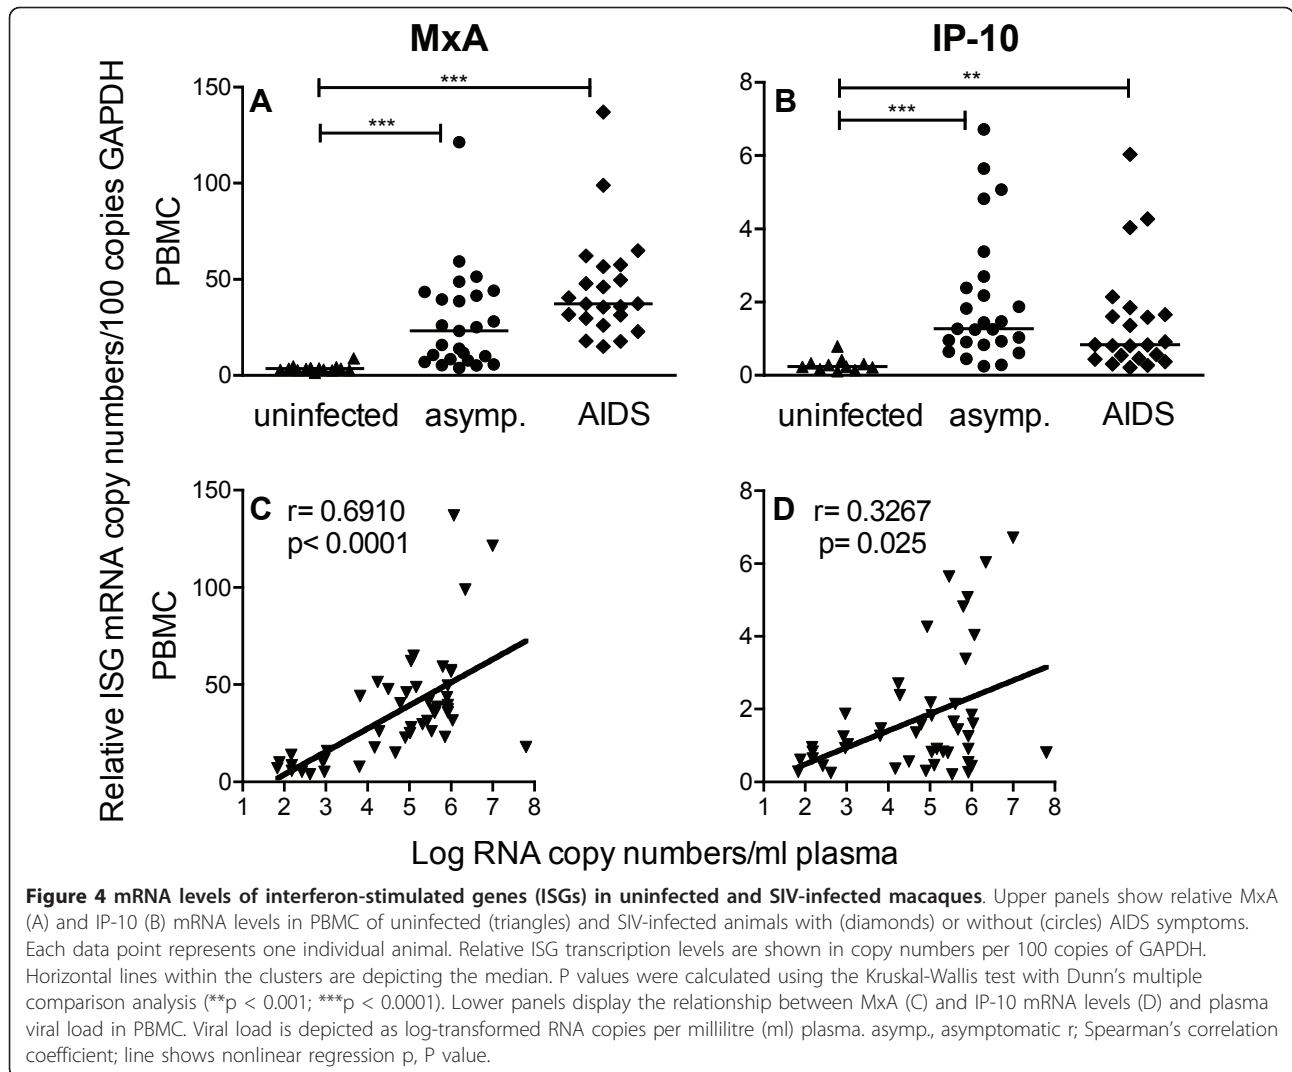 MxA
IP-10
Relative ISG mRNA copy numbers/100 copies GAPDH
PBMC
A
150
100
50
0
***
***
uninfected
asymp.
AIDS
B
8
6
4
2
0
**
***
uninfected
asymp.
AIDS
PBMC
C
r= 0.6910
p< 0.0001
150
100
50
0
1 2 3 4 5 6 7 8
D
r= 0.3267
p= 0.025
8
6
4
2
0
1 2 3 4 5 6 7 8
Log RNA copy numbers/ml plasma
Figure 4 mRNA levels of interferon-stimulated genes (ISGs) in uninfected and SIV-infected macaques. Upper panels show relative MxA
(A) and IP-10 (B) mRNA levels in PBMC of uninfected (triangles) and SIV-infected animals with (diamonds) or without (circles) AIDS symptoms.
Each data point represents one individual animal. Relative ISG transcription levels are shown in copy numbers per 100 copies of GAPDH.
Horizontal lines within the clusters are depicting the median. P values were calculated using the Kruskal-Wallis test with Dunn's multiple
comparison analysis (**p < 0.001; ***p < 0.0001). Lower panels display the relationship between MxA (C) and IP-10 mRNA levels (D) and plasma
viral load in PBMC. Viral load is depicted as log-transformed RNA copies per millilitre (ml) plasma. asymp., asymptomatic r; Spearman's correlation
coefficient; line shows nonlinear regression p, P value.